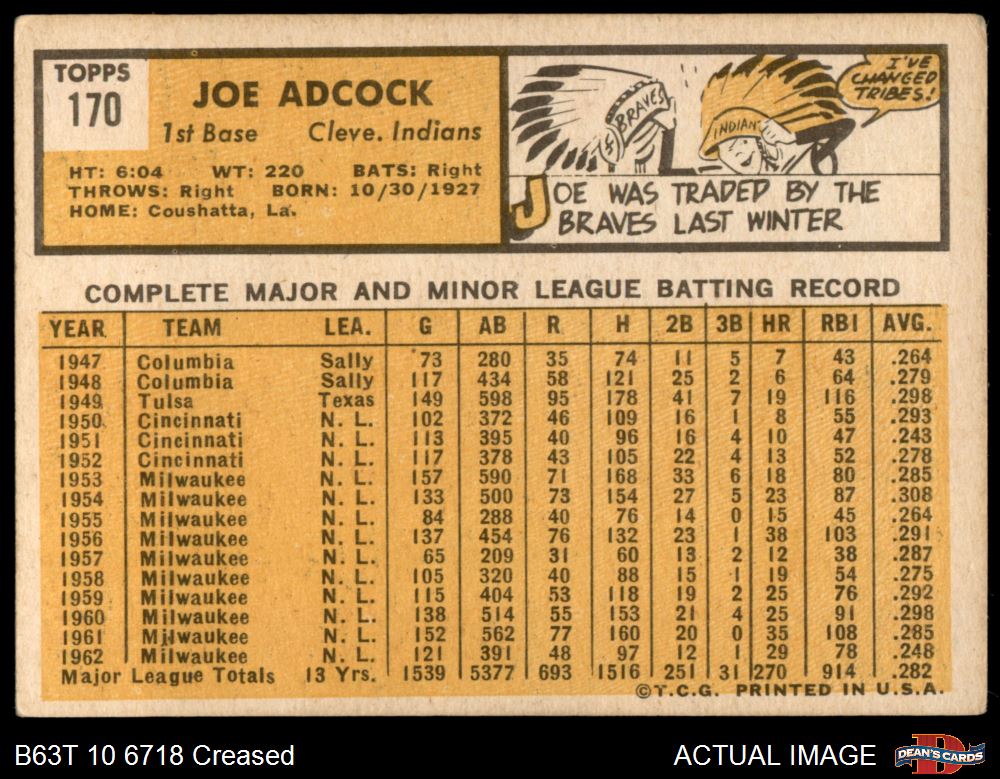 TOPPS
170
JOE ADCOCK
1st Base Cleve. Indians
HT: 6:04 WT: 220 BATS: Right
THROWS: Right BORN: 10/30/1927
HOME: Coushatta, La.
BRAVES
INDIAN
I'VE
CHANGED
TRIBES!
JOE WAS TRADED BY THE
BRAVES LAST WINTER
COMPLETE MAJOR AND MINOR LEAGUE BATTING RECORD
YEAR TEAM LEA. G AB R H 2B 3B HR RBI AVG.
1947 Columbia Sally 73 280 35 74 11 5 7 43 .264
1948 Columbia Sally 117 434 58 121 25 2 6 64 .279
1949 Tulsa Texas 149 598 95 178 41 7 19 116 .298
1950 Cincinnati N. L. 102 372 46 109 16 1 8 55 .293
1951 Cincinnati N. L. 113 395 40 96 16 4 10 47 .243
1952 Cincinnati N. L. 117 378 43 105 22 4 13 52 .278
1953 Milwaukee N. L. 157 590 71 168 33 6 18 80 .285
1954 Milwaukee N. L. 133 500 73 154 27 5 23 87 .308
1955 Milwaukee N. L. 84 288 40 76 14 0 15 45 .264
1956 Milwaukee N. L. 137 454 76 132 23 1 38 103 .291
1957 Milwaukee N. L. 65 209 31 60 13 2 12 38 .287
1958 Milwaukee N. L. 105 320 40 88 15 1 19 54 .275
1959 Milwaukee N. L. 115 404 53 118 19 2 25 76 .292
1960 Milwaukee N. L. 138 514 55 153 21 4 25 91 .298
1961 Milwaukee N. L. 152 562 77 160 20 0 35 108 .285
1962 Milwaukee N. L. 121 391 48 97 12 1 29 78 .248
Major League Totals 13 Yrs. 1539 5377 693 1516 251 31 270 914 .282
©T.C.G. PRINTED IN U.S.A.
B63T 10 6718 Creased ACTUAL IMAGE DEAN'S CARDS